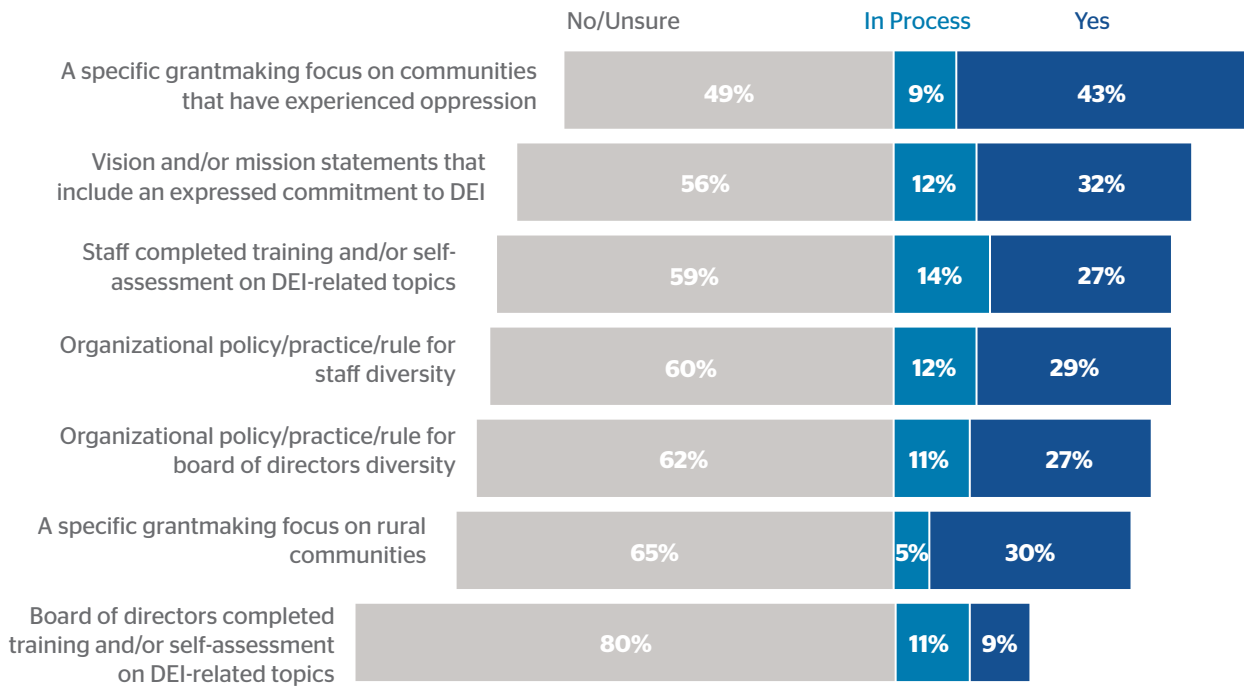 No/Unsure In Process Yes
A specific grantmaking focus on communities
that have experienced oppression
49% 9% 43%
Vision and/or mission statements that
include an expressed commitment to DEI
56% 12% 32%
Staff completed training and/or self-
assessment on DEI-related topics
59% 14% 27%
Organizational policy/practice/rule for
staff diversity
60% 12% 29%
Organizational policy/practice/rule for
board of directors diversity
62% 11% 27%
A specific grantmaking focus on rural
communities
65% 5% 30%
Board of directors completed
training and/or self-assessment
on DEI-related topics
80% 11% 9%